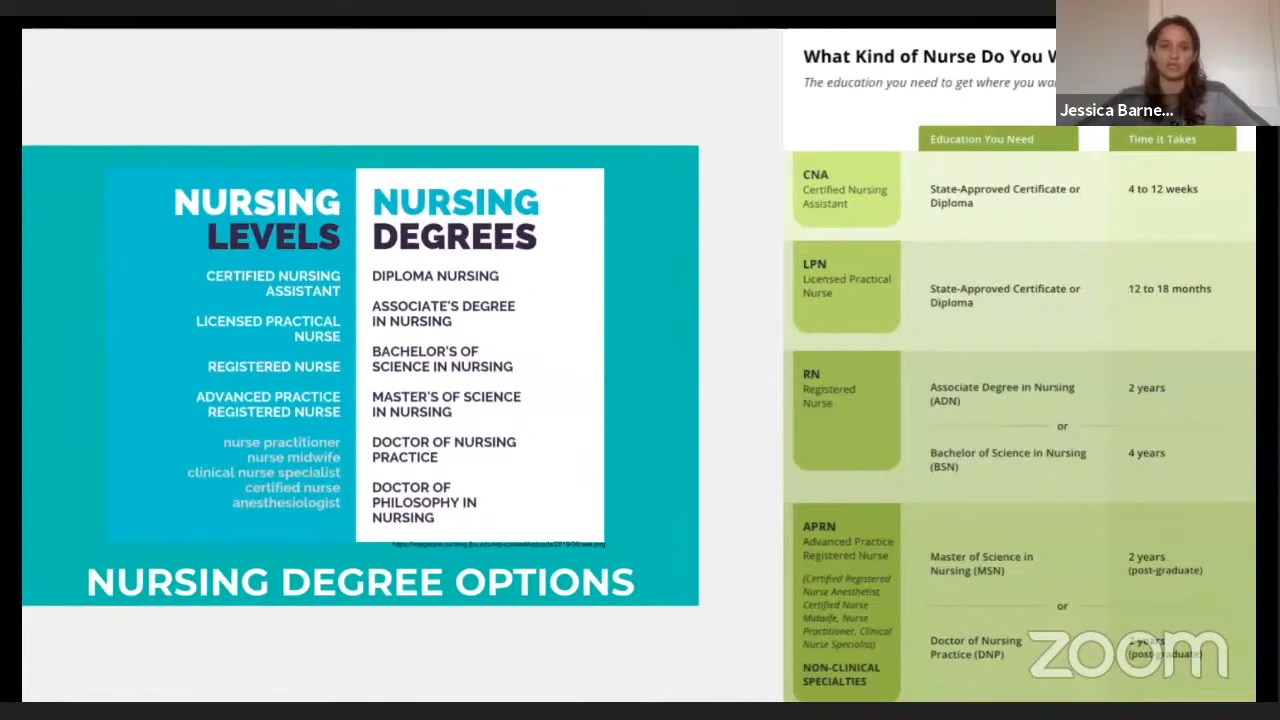 NURSING
LEVELS
CERTIFIED NURSING
ASSISTANT
LICENSED PRACTICAL
NURSE
REGISTERED NURSE
ADVANCED PRACTICE
REGISTERED NURSE
nurse practitioner
nurse midwife
clinical nurse specialist
certified nurse
anesthesiologist
NURSING
DEGREES
DIPLOMA NURSING
ASSOCIATE'S DEGREE
IN NURSING
BACHELOR'S OF
SCIENCE IN NURSING
MASTER'S OF SCIENCE
IN NURSING
DOCTOR OF NURSING
PRACTICE
DOCTOR OF
PHILOSOPHY IN
NURSING
NURSING DEGREE OPTIONS
What Kind of Nurse Do You
The education you need to get where you
Jessica Barne...
Education You Need
Time it Takes
CNA
Certified Nursing
Assistant
State-Approved Certificate or
Diploma
4 to 12 weeks
LPN
Licensed Practical
Nurse
State-Approved Certificate or
Diploma
12 to 18 months
RN
Registered
Nurse
Associate Degree in Nursing
(ADN)
2 years
or
Bachelor of Science in Nursing
(BSN)
4 years
APRN
Advanced Practice
Registered Nurse
(Certified Registered
Nurse Anesthetist,
Certified Nurse
Midwife, Nurse
Practitioner, Clinical
Nurse Specialist)
NON-CLINICAL
SPECIALTIES
Master of Science in
Nursing (MSN)
2 years
(post-graduate)
or
Doctor of Nursing
Practice (DNP)
years
(post-graduate)
zoom